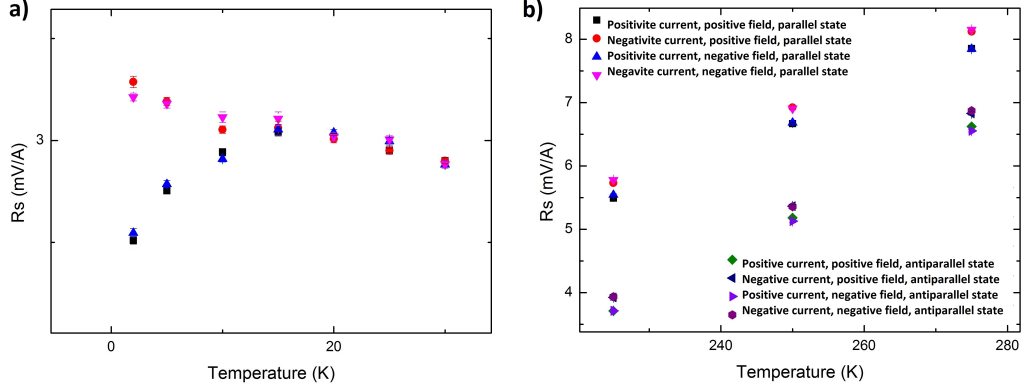 a)
Rs (mV/A)
3
0
20
Temperature (K)
b)
Positivite current, positive field, parallel state
Negativite current, positive field, parallel state
Positivite current, negative field, parallel state
Negavite current, negative field, parallel state
Rs (mV/A)
8
7
6
5
4
Positive current, positive field, antiparallel state
Negative current, positive field, antiparallel state
Positive current, negative field, antiparallel state
Negative current, negative field, antiparallel state
240
260
280
Temperature (K)